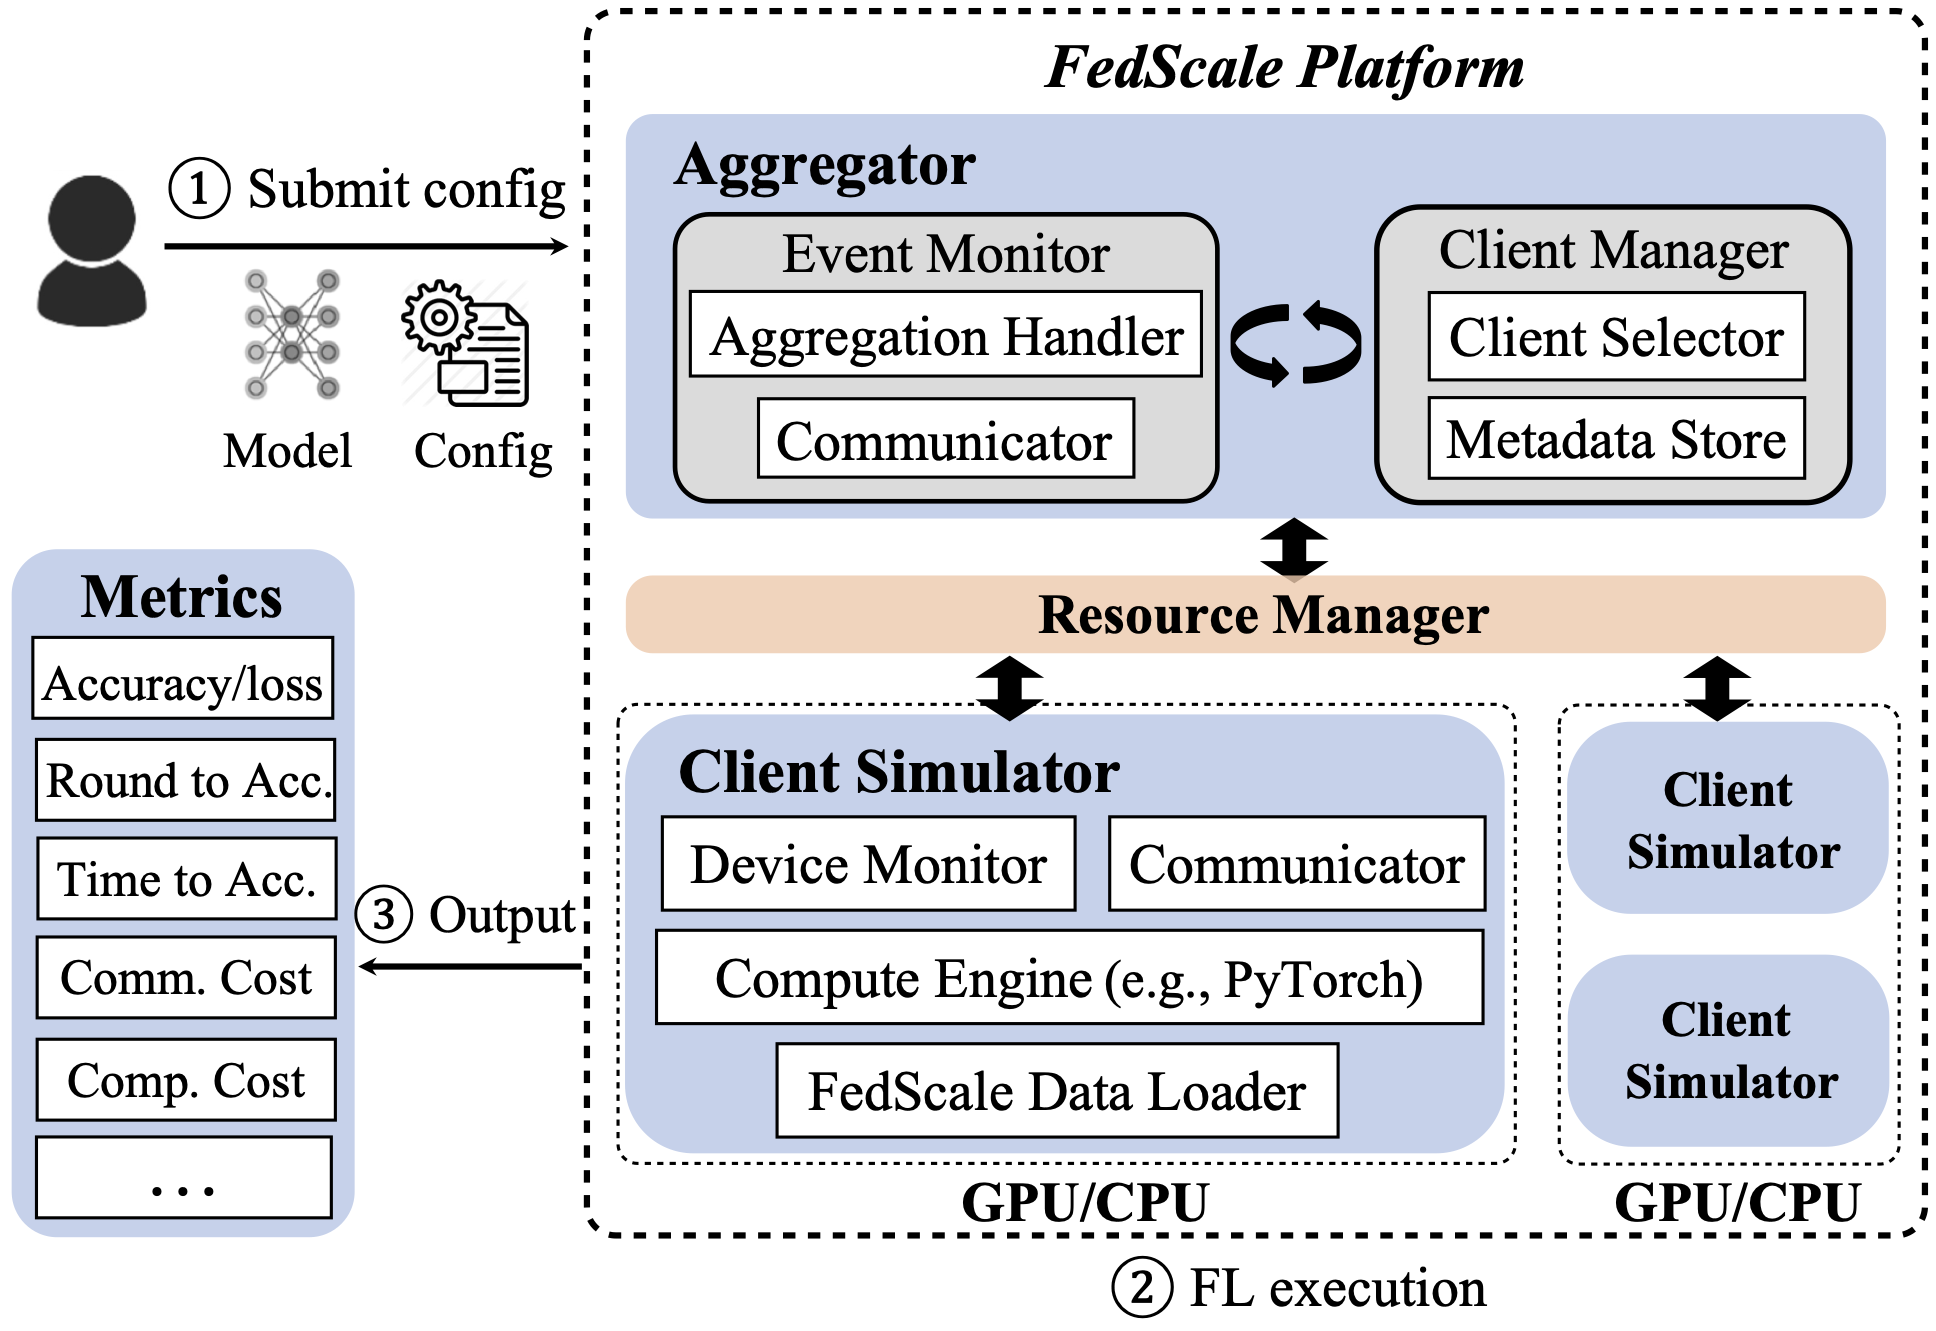 FedScale Platform
① Submit config
Model
Config
Aggregator
Event Monitor
Aggregation Handler
Communicator
Client Manager
Client Selector
Metadata Store
Resource Manager
Client Simulator
Device Monitor
Communicator
Compute Engine (e.g., PyTorch)
FedScale Data Loader
GPU/CPU
Client
Simulator
Client
Simulator
GPU/CPU
② FL execution
③ Output
Metrics
Accuracy/loss
Round to Acc.
Time to Acc.
Comm. Cost
Comp. Cost
...